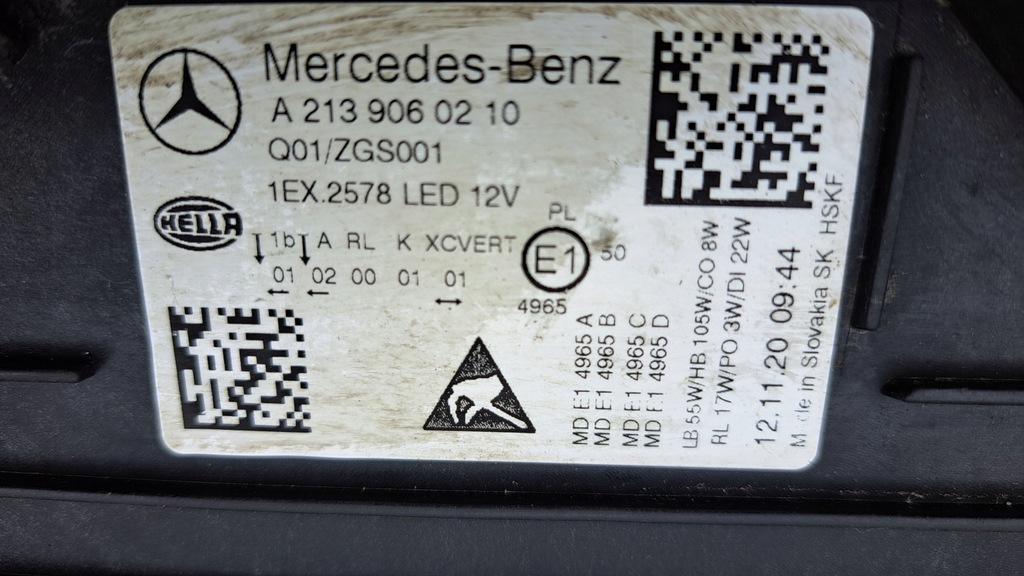 Mercedes-Benz
A 213 906 02 10
Q01/ZGS001
1EX.2578 LED 12V
HELLA
1b A RL K XCVERT
01 02 00 01 01
PL
E1
50
4965
MD E1 4965 A
MD E1 4965 B
MD E1 4965 C
MD E1 4965 D
LB 55W/HB 105W/CO 8W
RL 17W/PO 3W/DI 22W
12.11.20 09:44
Made in Slovakia SK HSKF